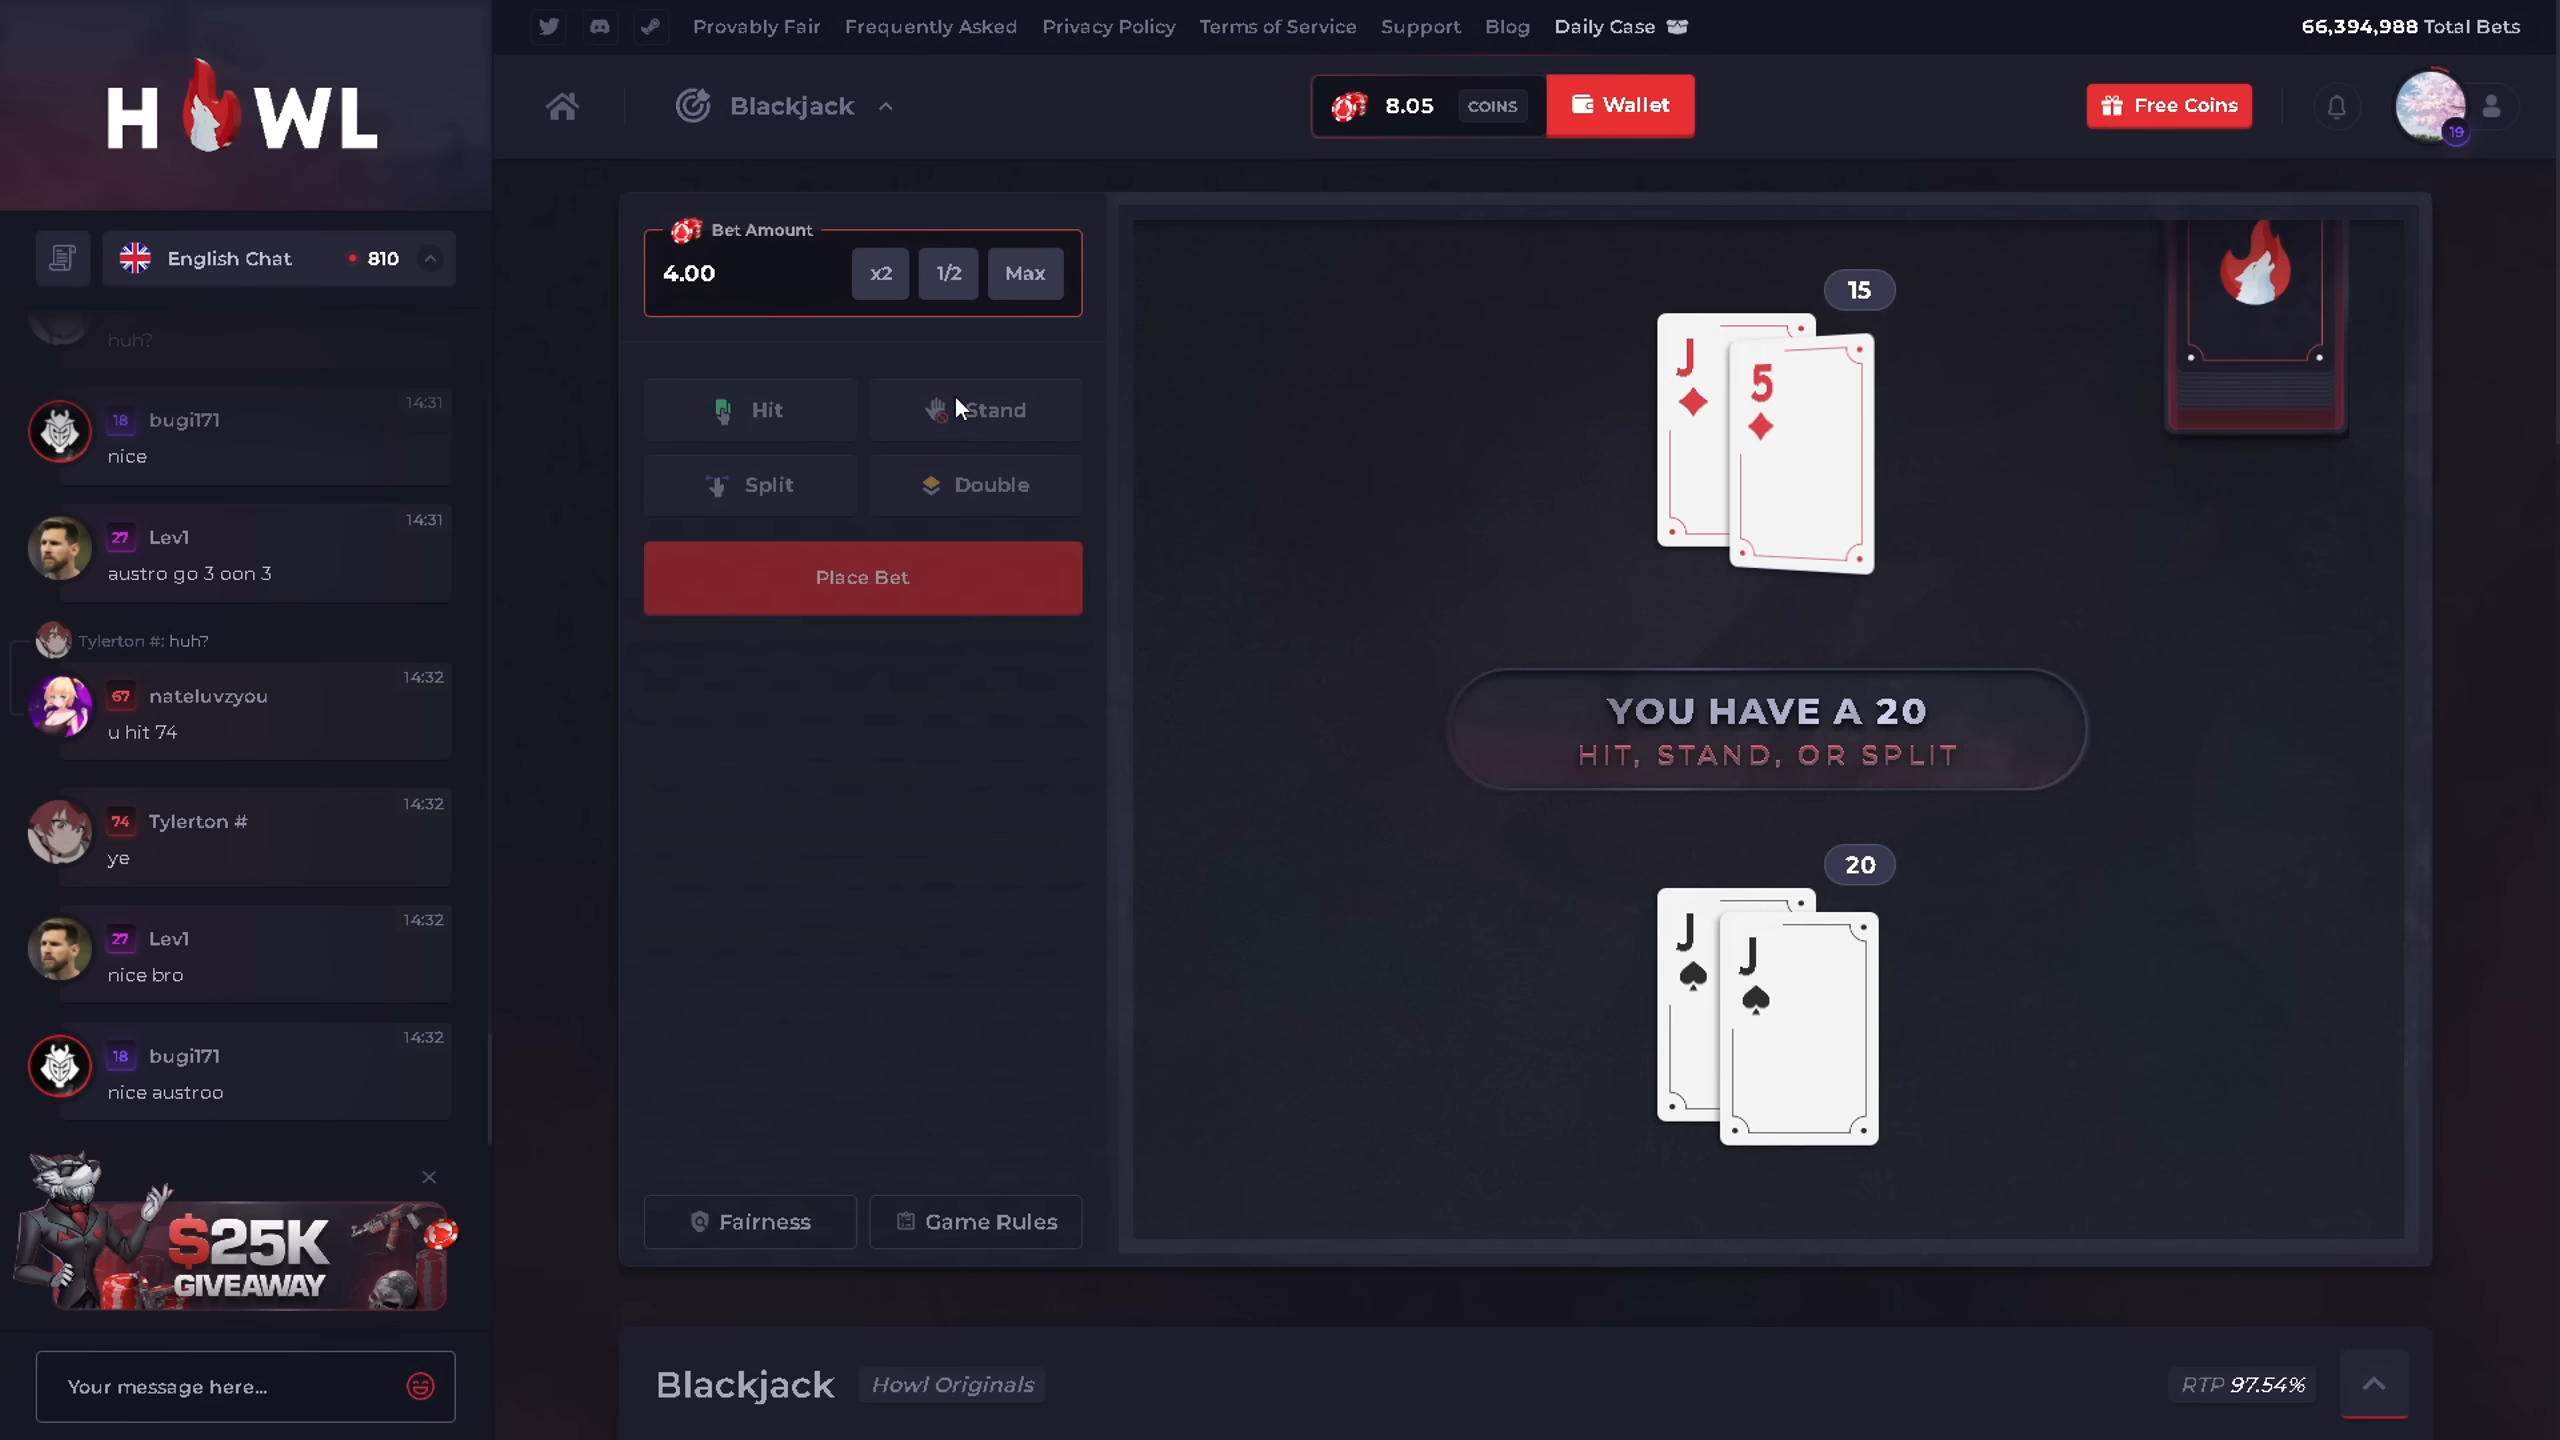 Provably Fair Frequently Asked Privacy Policy Terms of Service Support Blog Daily Case
66,394,988 Total Bets
H WL
Blackjack
8.05 COINS Wallet
Free Coins
19
English Chat 810
huh?
18 bugi171 14:31
nice
27 Lev1 14:31
austro go 3 oon 3
Tylerton #: huh?
67 nateluvzyou 14:32
u hit 74
74 Tylerton # 14:32
ye
27 Lev1 14:32
nice bro
18 bugi171 14:32
nice austroo
$25K
GIVEAWAY
Your message here...
Bet Amount
4.00 x2 1/2 Max
Hit Stand
Split Double
Place Bet
Fairness Game Rules
15
J
5
YOU HAVE A 20
HIT, STAND, OR SPLIT
20
J
J
Blackjack Howl Originals
RTP 97.54%